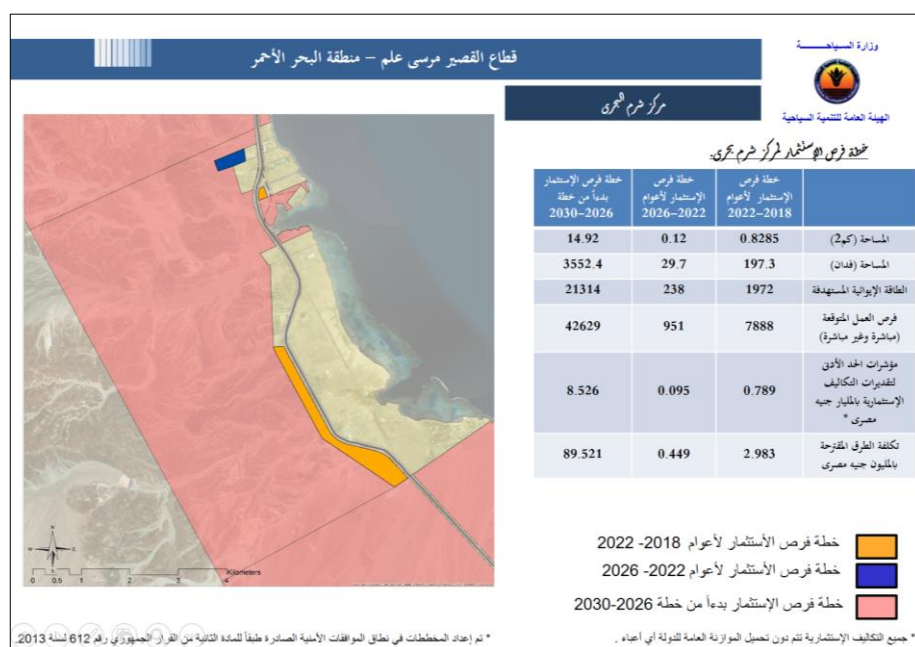 قطاع القصير مرسى علم – منطقة البحر الأحمر
وزارة السياحـــــــــة
الهيئة العامة للتنمية السياحية
مركز شرم البحرى
خطة فرص الإستثمار لمركز شرم بحرى.
خطة فرص الإستثمار لأعوام 2018-2022
خطة فرص الإستثمار لأعوام 2022-2026
خطة فرص الإستثمار بدءاً من خطة 2026-2030
المساحة (كم2) 0.8285 0.12 14.92
المساحة (فدان) 197.3 29.7 3552.4
الطاقة الإيوائية المستهدفة 1972 238 21314
فرص العمل المتوقعة (مباشرة وغير مباشرة) 7888 951 42629
مؤشرات الحد الأدنى لتقديرات التكاليف الإستثمارية بالمليار جنيه مصرى * 0.789 0.095 8.526
تكلفة الطرق المقترحة بالمليون جنيه مصرى 2.983 0.449 89.521
N
W E
S
0 0.5 1 2 3 4
Kilometers
خطة فرص الأستثمار لأعوام 2018- 2022
خطة فرص الأستثمار لأعوام 2022- 2026
خطة فرص الإستثمار بدءاً من خطة 2026-2030
* جميع التكاليف الإستثمارية تتم دون تحميل الموازنة العامة للدولة أي أعباء .
* تم إعداد المخططات في نطاق الموافقات الأمنية الصادرة طبقاً للمادة الثانية من القرار الجمهوري رقم 612 لسنة 2013.